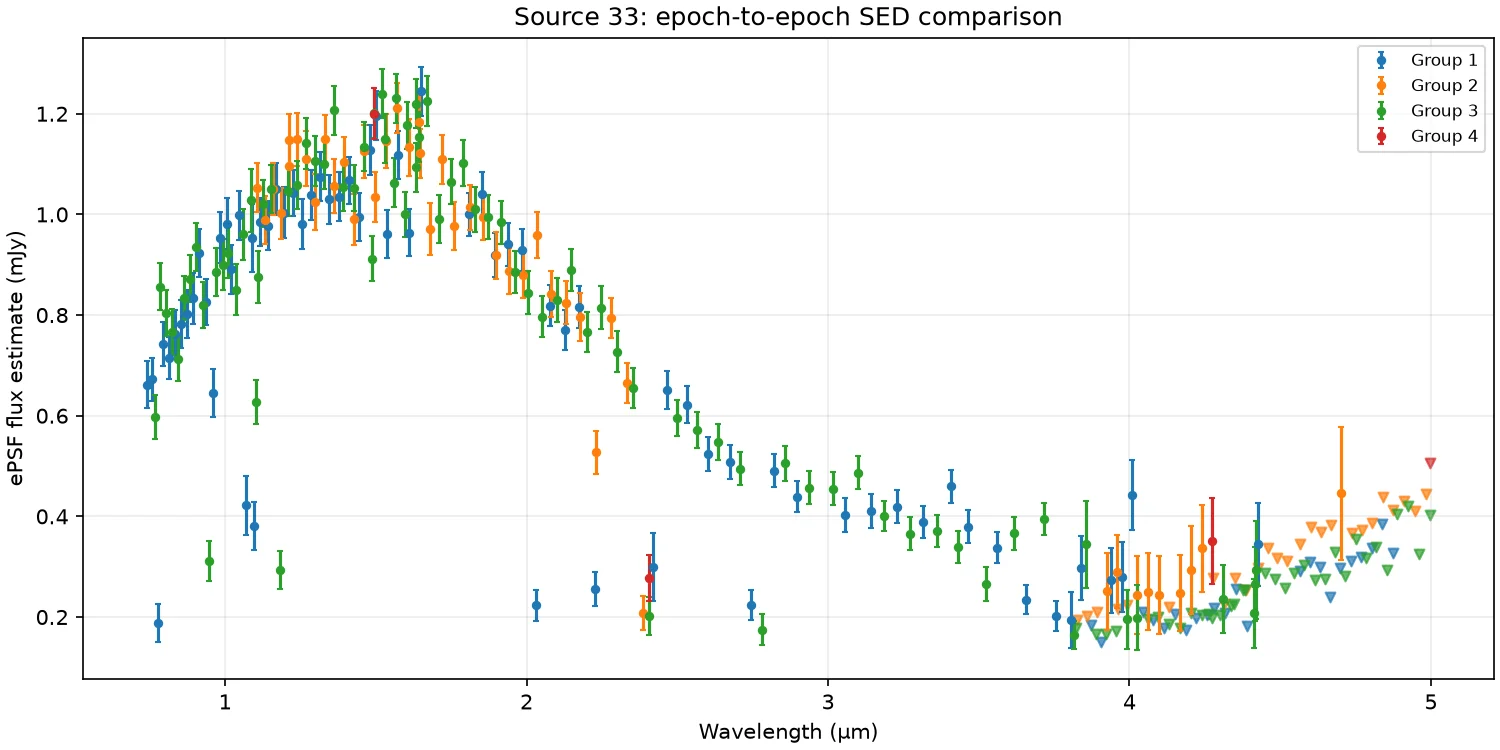 Source 33: epoch-to-epoch SED comparison
ePSF flux estimate (mJy)
1.2
1.0
0.8
0.6
0.4
0.2
Group 1
Group 2
Group 3
Group 4
1 2 3 4 5
Wavelength (μm)